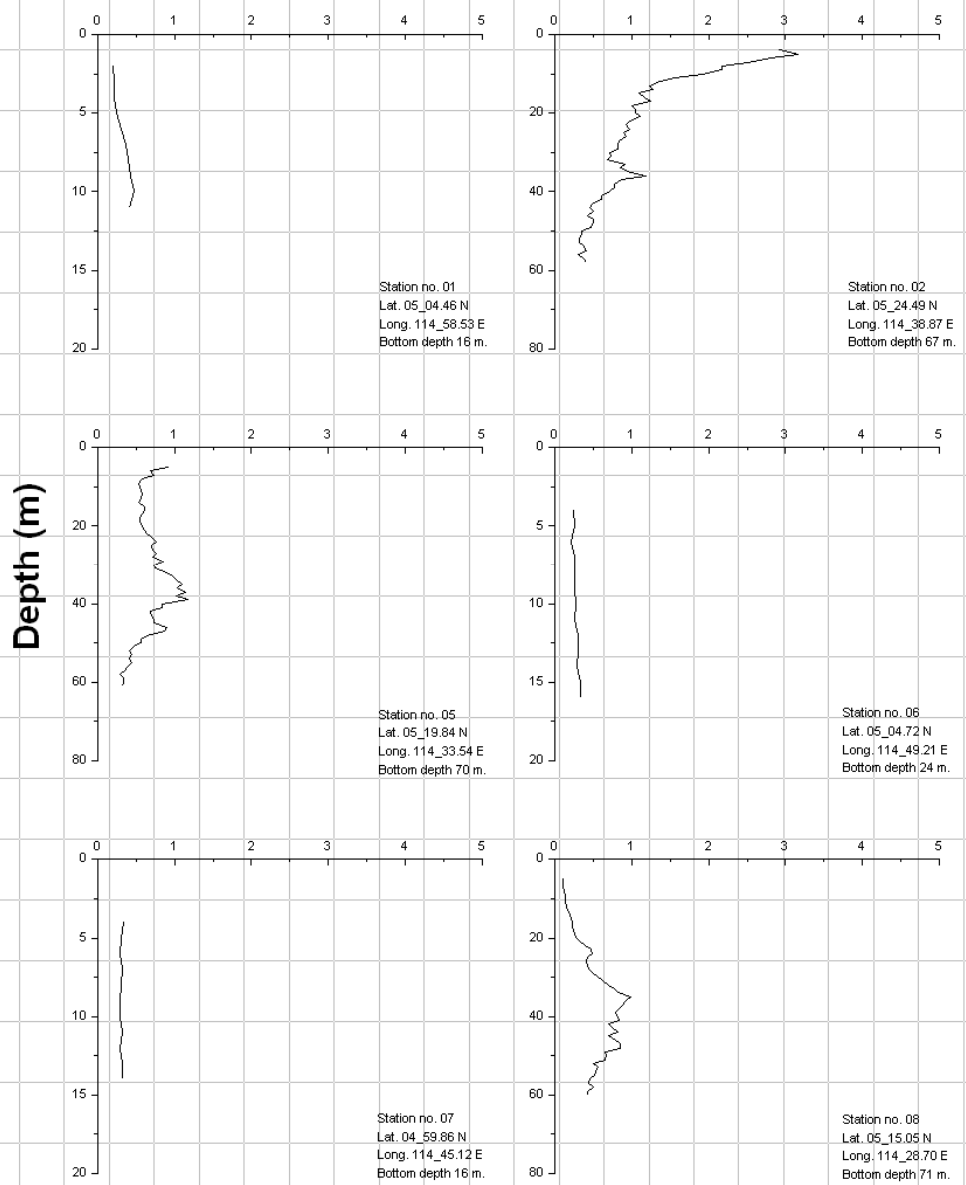 0 1 2 3 4 5
0
5
10
15
20
Station no. 01
Lat. 05_04.46 N
Long. 114_58.53 E
Bottom depth 16 m.
0 1 2 3 4 5
0
20
40
60
80
Station no. 02
Lat. 05_24.49 N
Long. 114_38.87 E
Bottom depth 67 m.
Depth (m)
0 1 2 3 4 5
0
20
40
60
80
Station no. 05
Lat. 05_19.84 N
Long. 114_33.54 E
Bottom depth 70 m.
0 1 2 3 4 5
0
5
10
15
20
Station no. 06
Lat. 05_04.72 N
Long. 114_49.21 E
Bottom depth 24 m.
0 1 2 3 4 5
0
5
10
15
20
Station no. 07
Lat. 04_59.86 N
Long. 114_45.12 E
Bottom depth 16 m.
0 1 2 3 4 5
0
20
40
60
80
Station no. 08
Lat. 05_15.05 N
Long. 114_28.70 E
Bottom depth 71 m.